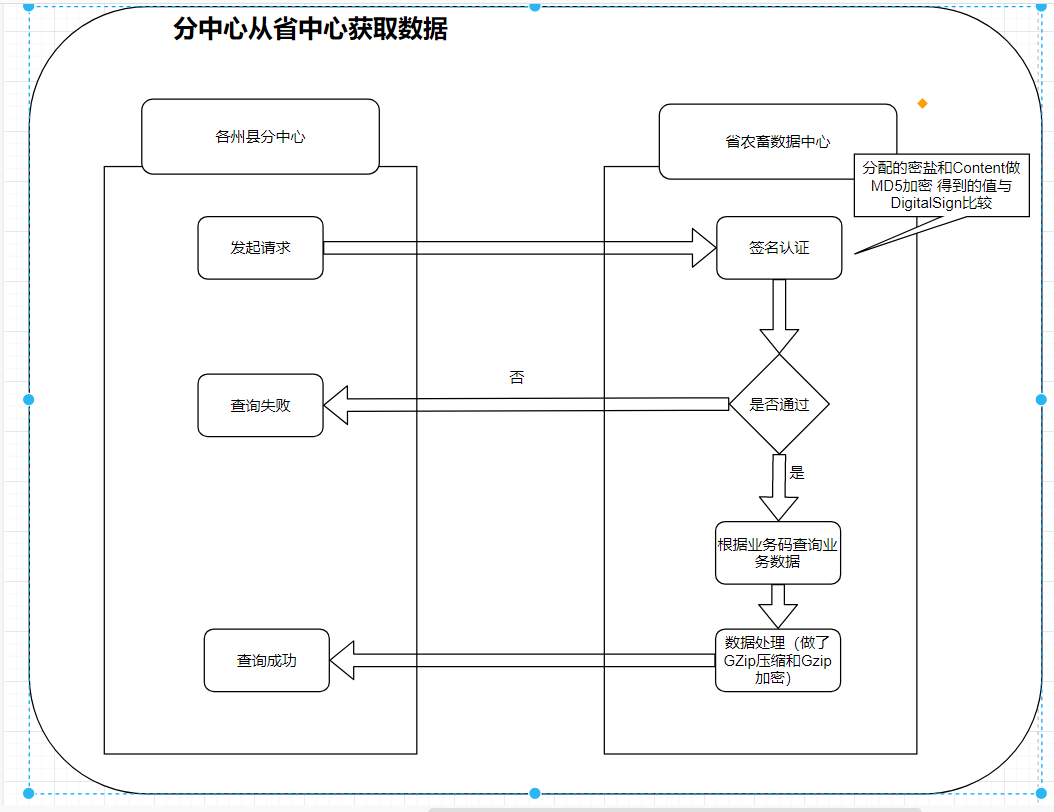 分中心从省中心获取数据
各州县分中心
省农畜数据中心
分配的密盐和Content做
MD5加密 得到的值与
DigitalSign比较
发起请求
签名认证
否
查询失败
是否通过
是
根据业务码查询业
务数据
查询成功
数据处理（做了
GZip压缩和Gzip
加密）